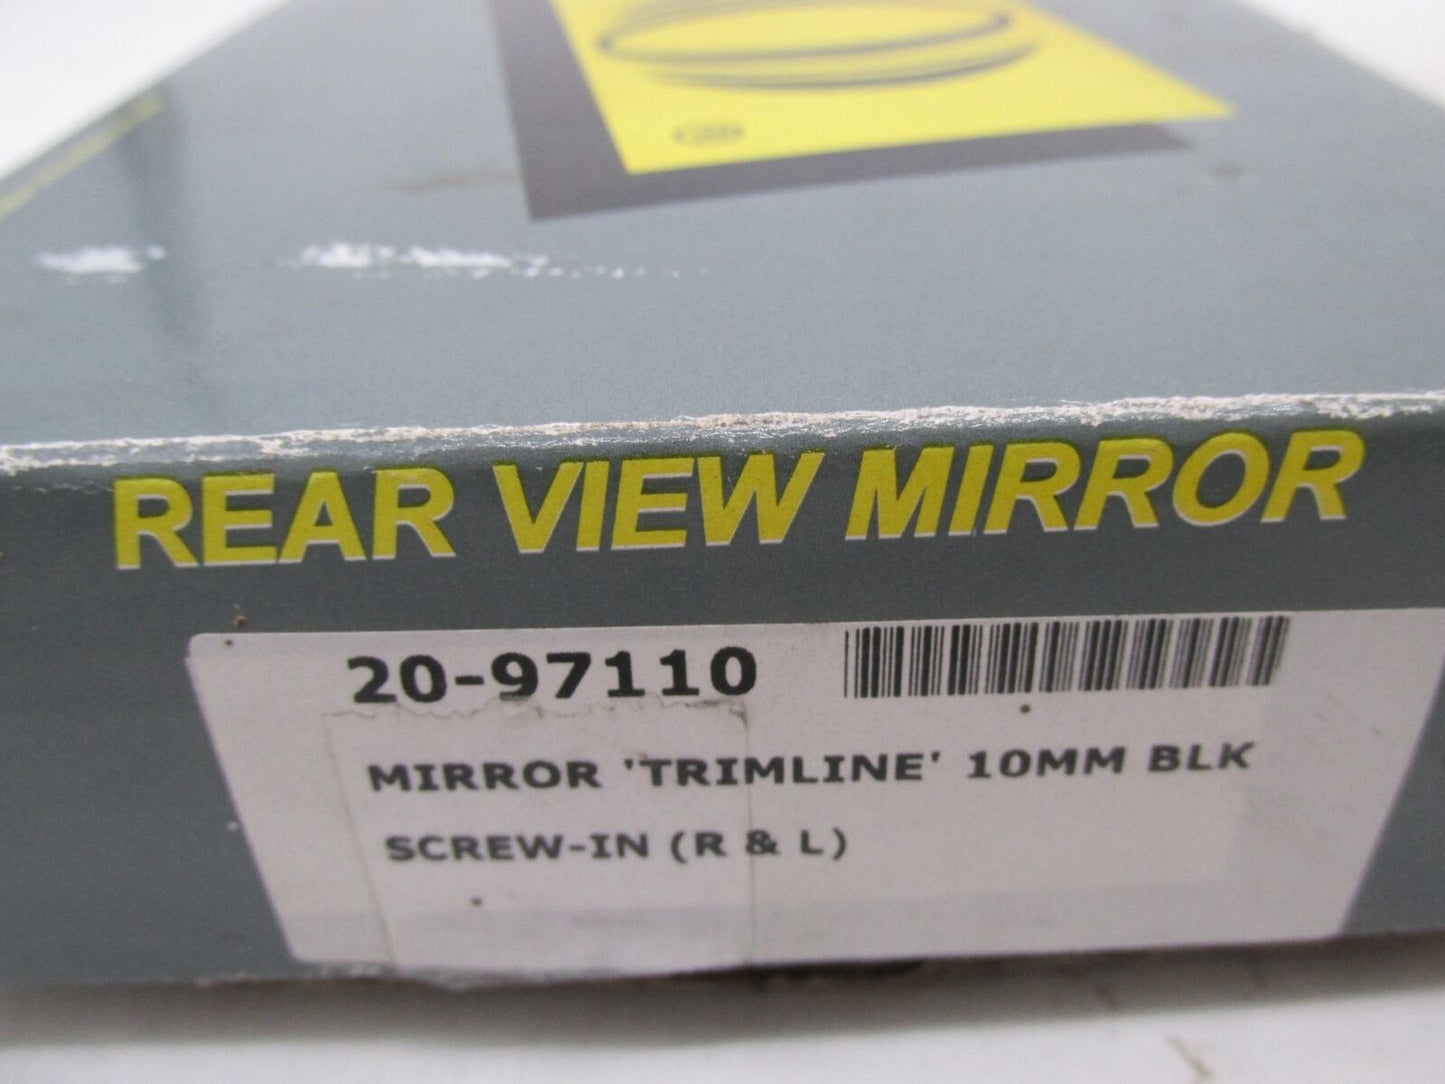 REAR VIEW MIRROR
20-97110
MIRROR 'TRIMLINE' 10MM BLK
SCREW-IN (R & L)